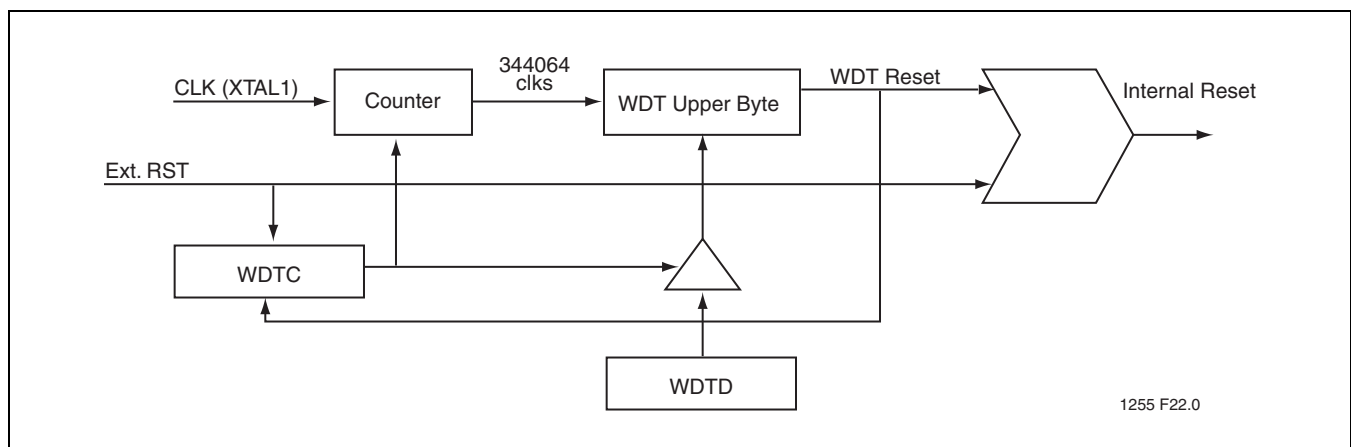 344064
clks
CLK (XTAL1)
Counter
WDT Upper Byte
WDT Reset
Internal Reset
Ext. RST
WDTC
WDTD
1255 F22.0